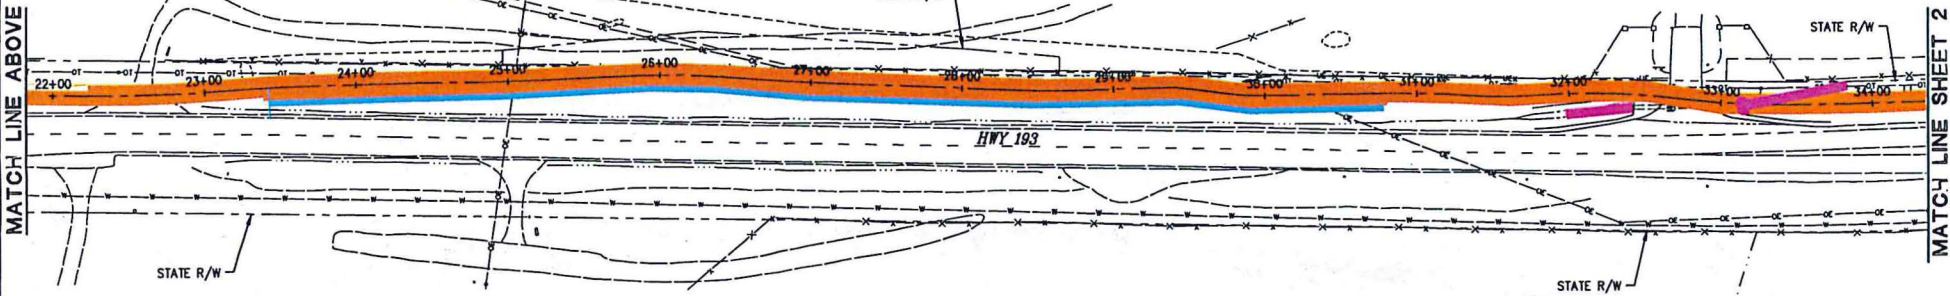 MATCH LINE ABOVE
STATE R/W
22+00
23+00
24+00
25+00
26+00
27+00
28+00
29+00
30+00
31+00
32+00
33+00
34+00
HWY 193
STATE R/W
STATE R/W
MATCH LINE SHEET 2